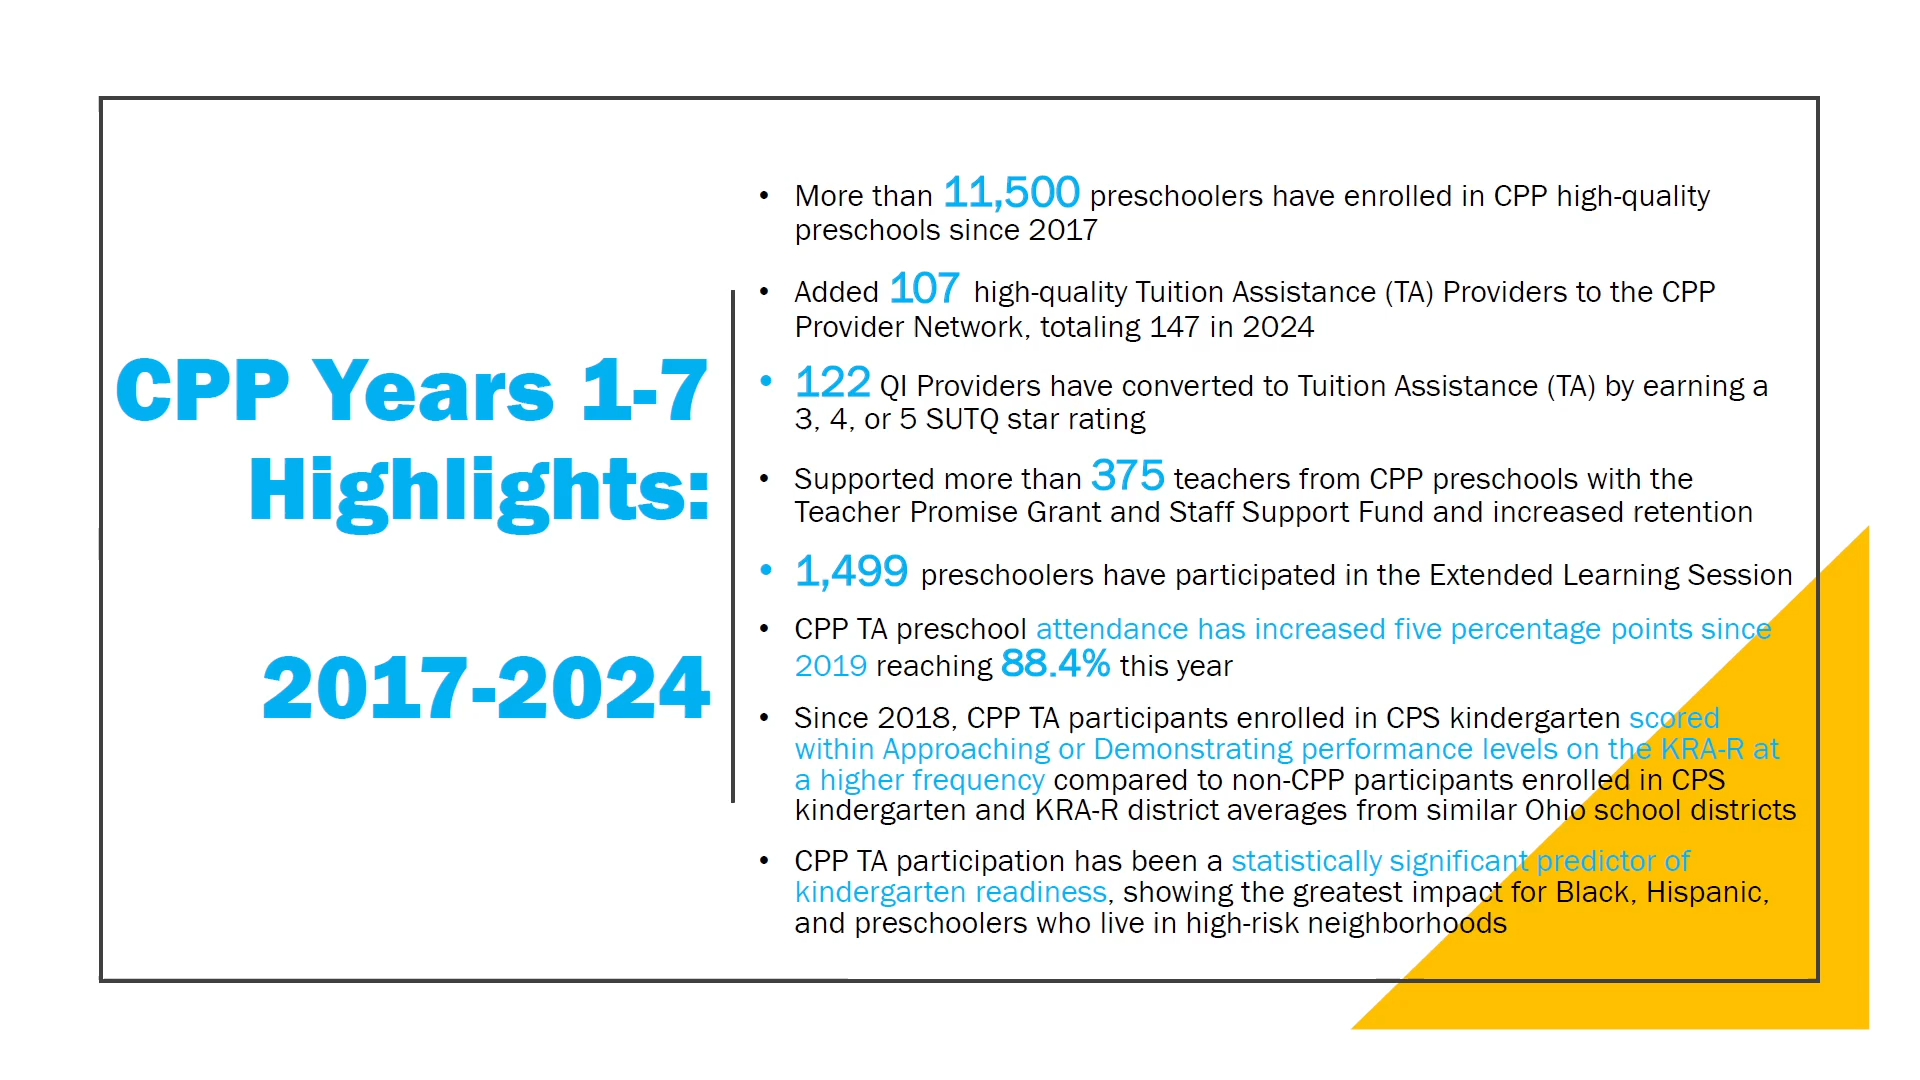 CPP Years 1-7
Highlights:
2017-2024
• More than 11,500 preschoolers have enrolled in CPP high-quality
preschools since 2017
• Added 107 high-quality Tuition Assistance (TA) Providers to the CPP
Provider Network, totaling 147 in 2024
• 122 QI Providers have converted to Tuition Assistance (TA) by earning a
3, 4, or 5 SUTQ star rating
• Supported more than 375 teachers from CPP preschools with the
Teacher Promise Grant and Staff Support Fund and increased retention
• 1,499 preschoolers have participated in the Extended Learning Session
• CPP TA preschool attendance has increased five percentage points since
2019 reaching 88.4% this year
• Since 2018, CPP TA participants enrolled in CPS kindergarten scored
within Approaching or Demonstrating performance levels on the KRA-R at
a higher frequency compared to non-CPP participants enrolled in CPS
kindergarten and KRA-R district averages from similar Ohio school districts
• CPP TA participation has been a statistically significant predictor of
kindergarten readiness, showing the greatest impact for Black, Hispanic,
and preschoolers who live in high-risk neighborhoods